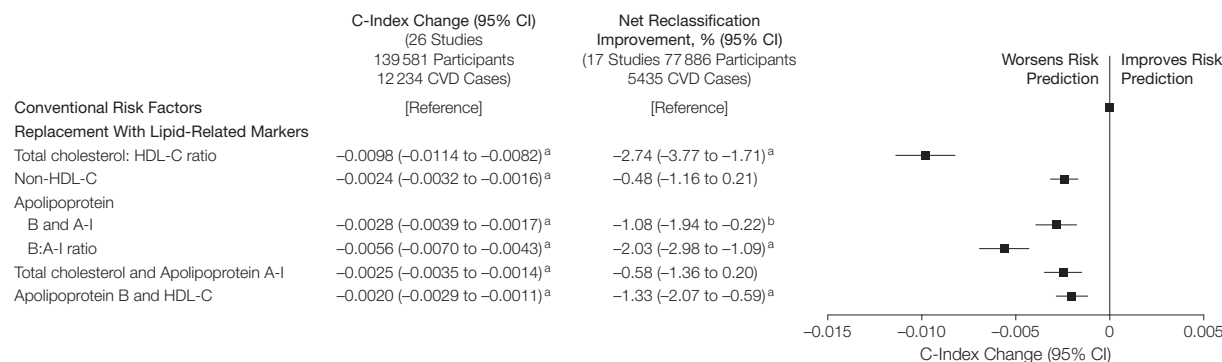 C-Index Change (95% CI)
(26 Studies
139 581 Participants
12 234 CVD Cases)
Net Reclassification
Improvement, % (95% CI)
(17 Studies 77 886 Participants
5435 CVD Cases)
Worsens Risk
Prediction
Improves Risk
Prediction
Conventional Risk Factors [Reference] [Reference]
Replacement With Lipid-Related Markers
Total cholesterol: HDL-C ratio –0.0098 (–0.0114 to –0.0082)a –2.74 (–3.77 to –1.71)a
Non-HDL-C –0.0024 (–0.0032 to –0.0016)a –0.48 (–1.16 to 0.21)
Apolipoprotein
B and A-I –0.0028 (–0.0039 to –0.0017)a –1.08 (–1.94 to –0.22)b
B:A-I ratio –0.0056 (–0.0070 to –0.0043)a –2.03 (–2.98 to –1.09)a
Total cholesterol and Apolipoprotein A-I –0.0025 (–0.0035 to –0.0014)a –0.58 (–1.36 to 0.20)
Apolipoprotein B and HDL-C –0.0020 (–0.0029 to –0.0011)a –1.33 (–2.07 to –0.59)a
–0.015 –0.010 –0.005 0 0.005
C-Index Change (95% CI)